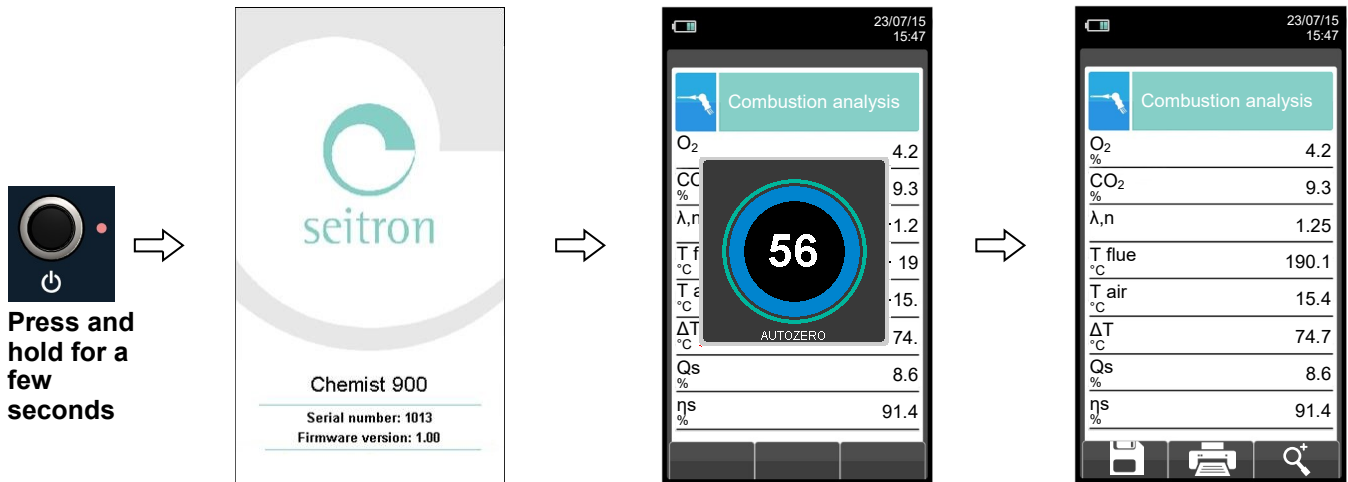 Press and
hold for a
few
seconds
seitron
Chemist 900
Serial number: 1013
Firmware version: 1.00
23/07/15
15:47
Combustion analysis
O₂
4.2
CO
%
9.3
λ,n
1.2
T f
°C
19
T a
°C
15.
ΔT
°C
74.
Qs
%
8.6
ηs
%
91.4
56
AUTOZERO
23/07/15
15:47
Combustion analysis
O₂
%
4.2
CO₂
%
9.3
λ,n
1.25
T flue
°C
190.1
T air
°C
15.4
ΔT
°C
74.7
Qs
%
8.6
ηs
%
91.4